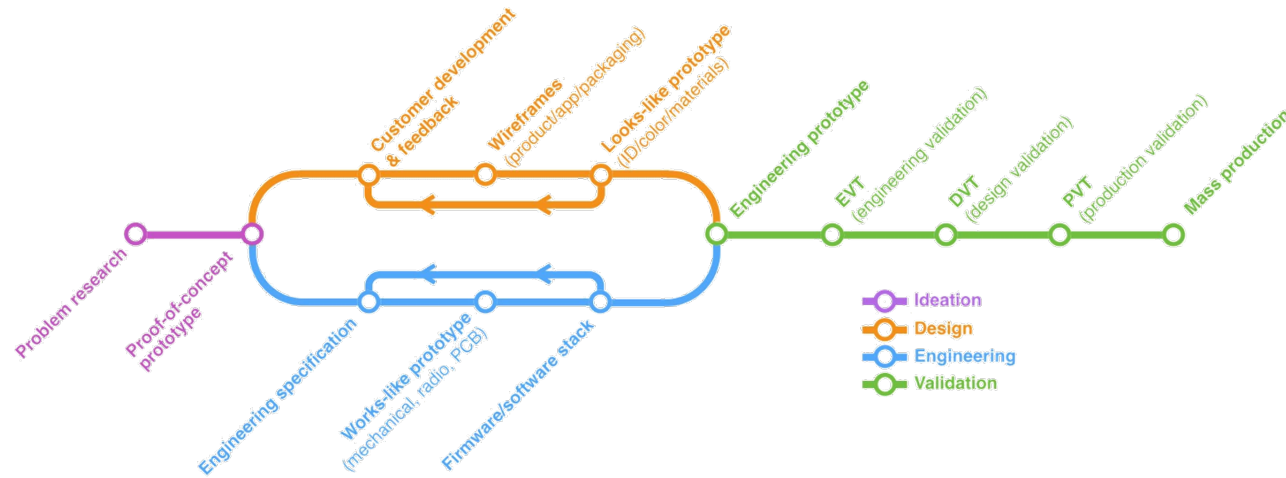 Problem research
Proof-of-concept
prototype
Customer development
& feedback
Wireframes
(product/app/packaging)
Looks-like prototype
(ID/color/materials)
Engineering specification
Works-like prototype
(mechanical, radio, PCB)
Firmware/software stack
Engineering prototype
EVT
(engineering validation)
DVT
(design validation)
PVT
(production validation)
Mass production
Ideation
Design
Engineering
Validation